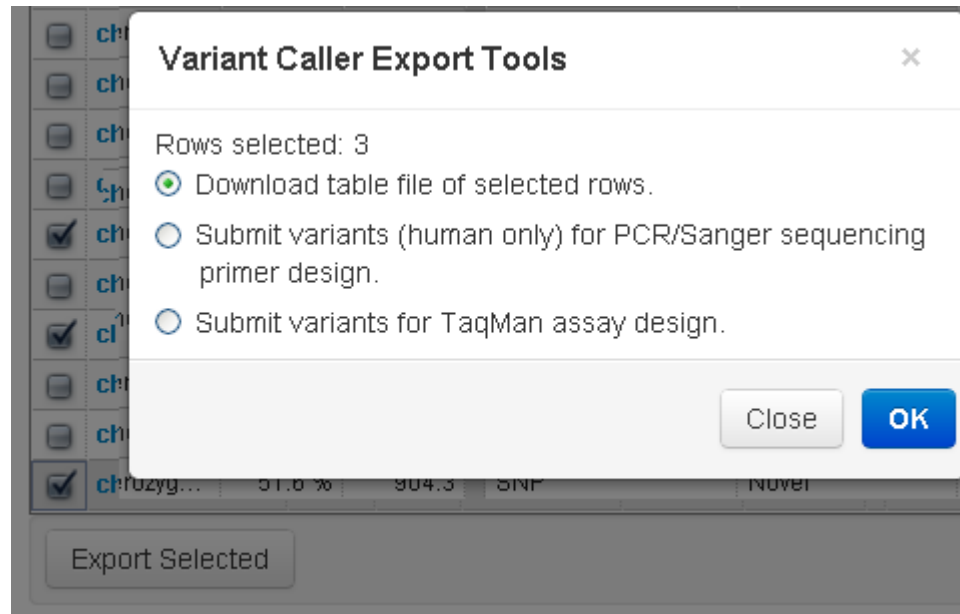 Variant Caller Export Tools
×
Rows selected: 3
Download table file of selected rows.
Submit variants (human only) for PCR/Sanger sequencing
primer design.
Submit variants for TaqMan assay design.
Close OK
51.6 % 904.3 SNP Novel
Export Selected